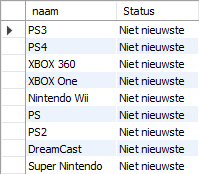 naam Status
PS3 Niet nieuwste
PS4 Niet nieuwste
XBOX 360 Niet nieuwste
XBOX One Niet nieuwste
Nintendo Wii Niet nieuwste
PS Niet nieuwste
PS2 Niet nieuwste
DreamCast Niet nieuwste
Super Nintendo Niet nieuwste